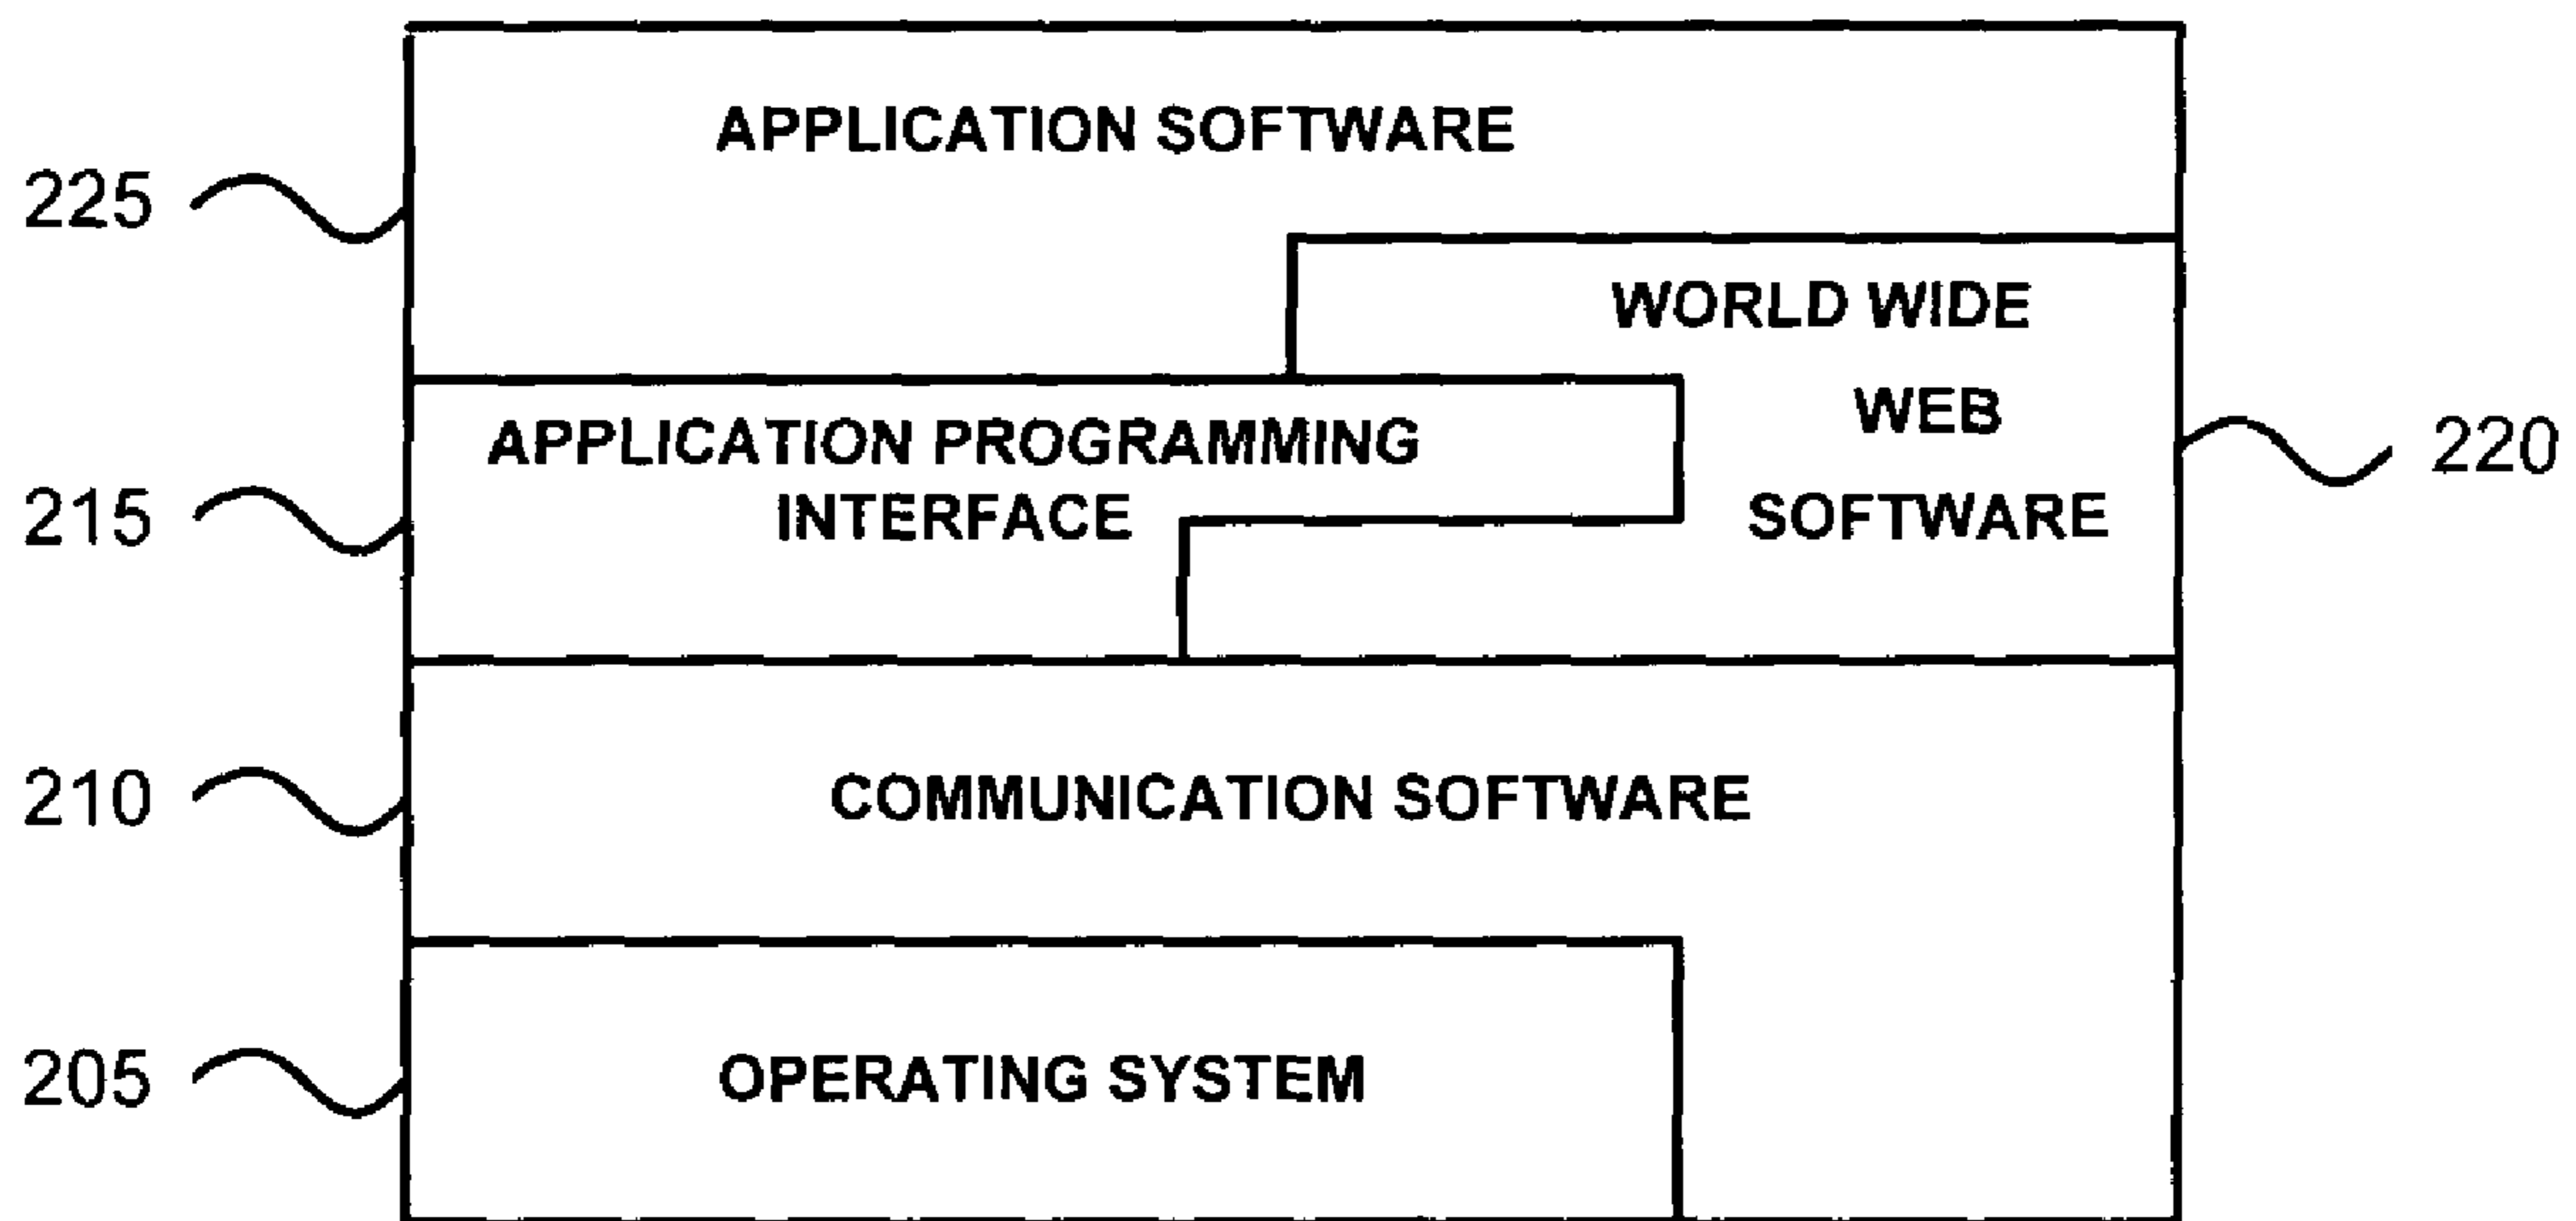 APPLICATION SOFTWARE
225
WORLD WIDE
WEB
SOFTWARE
220
APPLICATION PROGRAMMING
INTERFACE
215
COMMUNICATION SOFTWARE
210
OPERATING SYSTEM
205